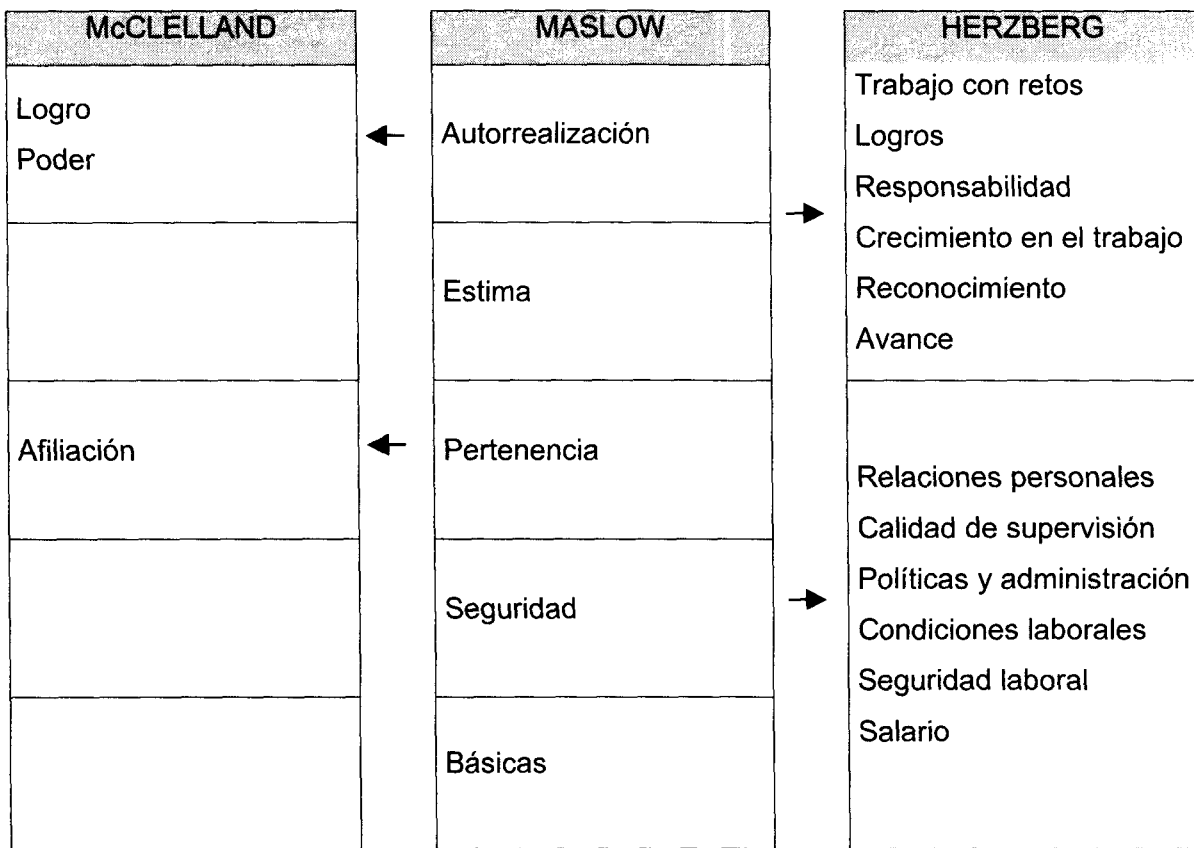 McCLELLAND
Logro
Poder
Afiliación
MASLOW
Autorrealización
Estima
Pertenencia
Seguridad
Básicas
HERZBERG
Trabajo con retos
Logros
Responsabilidad
Crecimiento en el trabajo
Reconocimiento
Avance
Relaciones personales
Calidad de supervisión
Políticas y administración
Condiciones laborales
Seguridad laboral
Salario